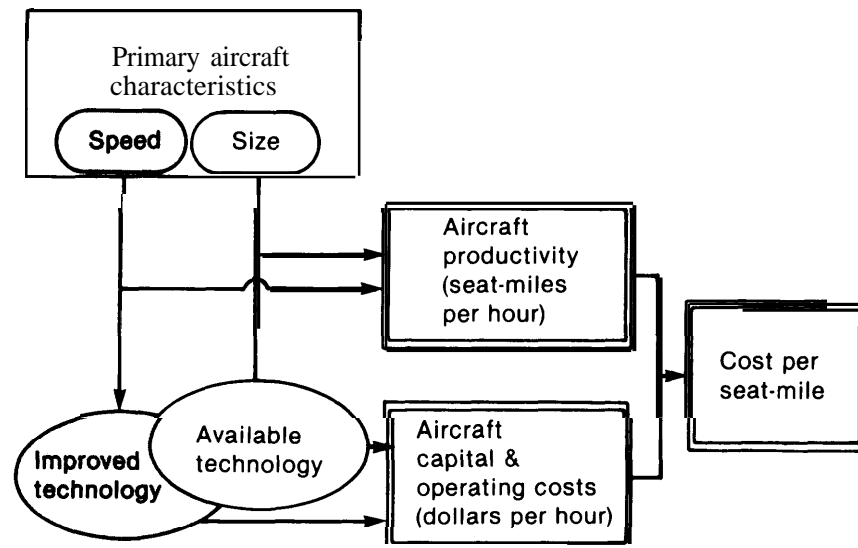 Primary aircraft
characteristics
Speed
Size
Aircraft
productivity
(seat-miles
per hour)
Cost per
seat-mile
Improved
technology
Available
technology
Aircraft
capital &
operating costs
(dollars per hour)